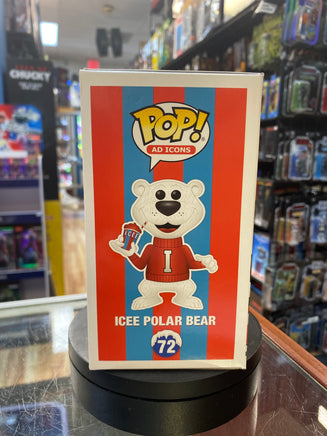 CHUCKY
POP!
AD ICONS
ICEE
I
ICEE POLAR BEAR
72